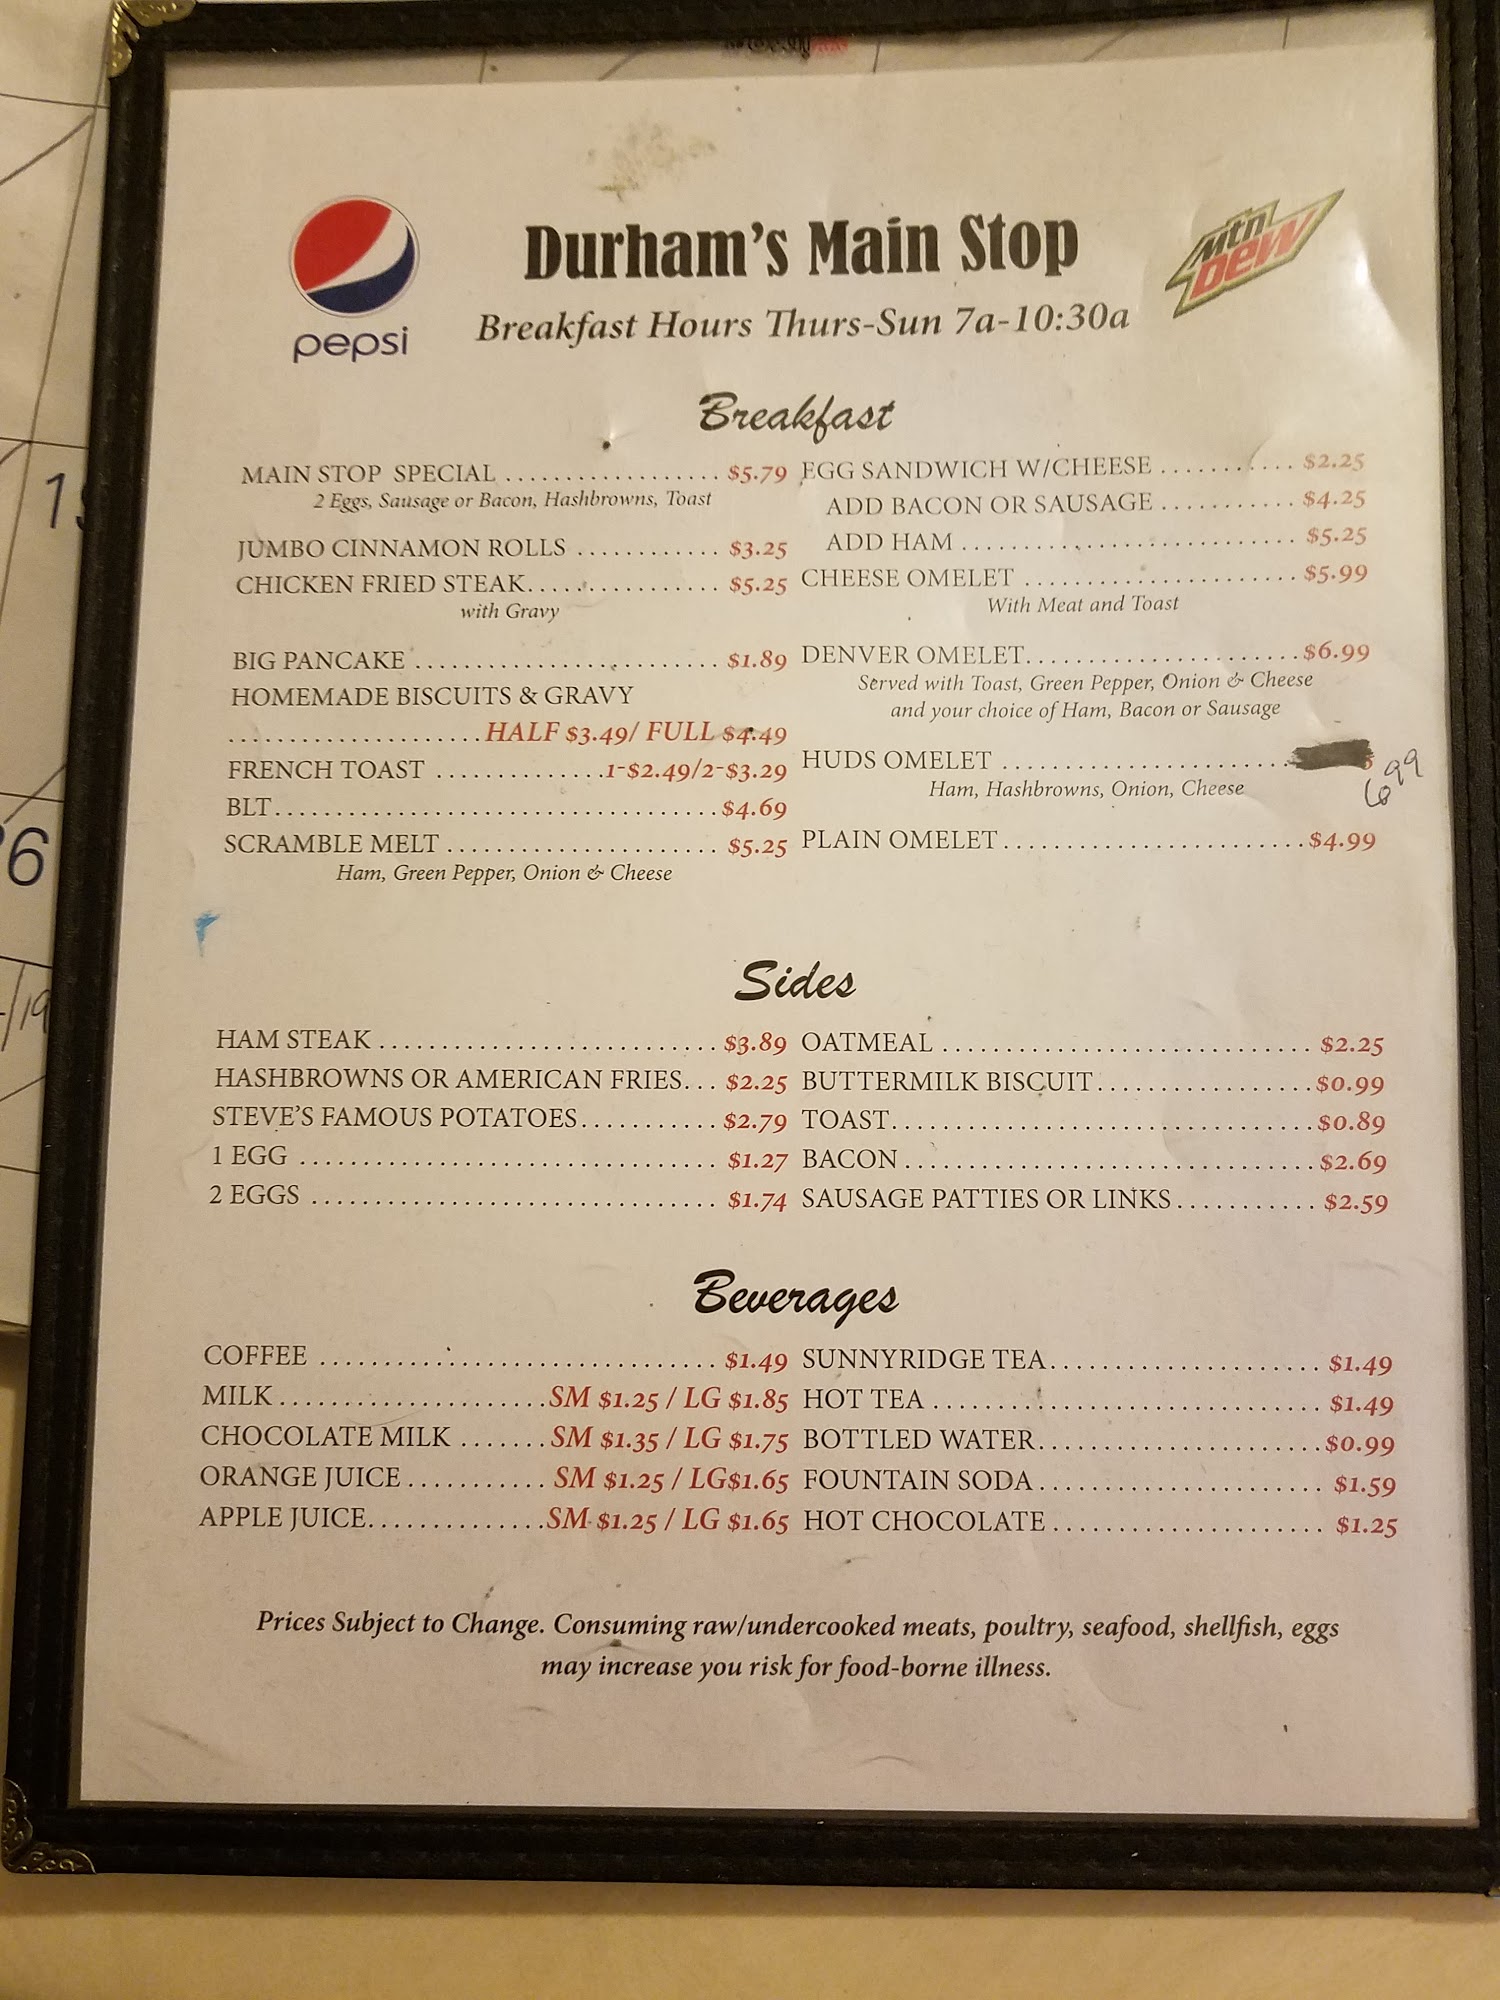 pepsi
Durham's Main Stop
Mtn DEW
Breakfast Hours Thurs-Sun 7a-10:30a
Breakfast
MAIN STOP SPECIAL .................. $5.79
2 Eggs, Sausage or Bacon, Hashbrowns, Toast
JUMBO CINNAMON ROLLS ............ $3.25
CHICKEN FRIED STEAK................ $5.25
with Gravy
BIG PANCAKE ........................ $1.89
HOMEMADE BISCUITS & GRAVY
.....................HALF $3.49/ FULL $4.49
FRENCH TOAST ..............1-$2.49/2-$3.29
BLT................................... $4.69
SCRAMBLE MELT ...................... $5.25
Ham, Green Pepper, Onion & Cheese
EGG SANDWICH W/CHEESE ........... $2.25
ADD BACON OR SAUSAGE ........... $4.25
ADD HAM ........................... $5.25
CHEESE OMELET ...................... $5.99
With Meat and Toast
DENVER OMELET......................$6.99
Served with Toast, Green Pepper, Onion & Cheese
and your choice of Ham, Bacon or Sausage
HUDS OMELET .......................
6 99
Ham, Hashbrowns, Onion, Cheese
PLAIN OMELET........................$4.99
Sides
HAM STEAK ........................... $3.89
HASHBROWNS OR AMERICAN FRIES... $2.25
STEVE'S FAMOUS POTATOES........... $2.79
1 EGG ................................. $1.27
2 EGGS ................................ $1.74
OATMEAL ............................. $2.25
BUTTERMILK BISCUIT.................$0.99
TOAST..................................$0.89
BACON.................................$2.69
SAUSAGE PATTIES OR LINKS........... $2.59
Beverages
COFFEE ............................... $1.49
MILK.....................SM $1.25 / LG $1.85
CHOCOLATE MILK .......SM $1.35 / LG $1.75
ORANGE JUICE........... SM $1.25 / LG$1.65
APPLE JUICE..............SM $1.25 / LG $1.65
SUNNYRIDGE TEA...................... $1.49
HOT TEA ............................... $1.49
BOTTLED WATER.......................$0.99
FOUNTAIN SODA....................... $1.59
HOT CHOCOLATE ...................... $1.25
Prices Subject to Change. Consuming raw/undercooked meats, poultry, seafood, shellfish, eggs
may increase you risk for food-borne illness.